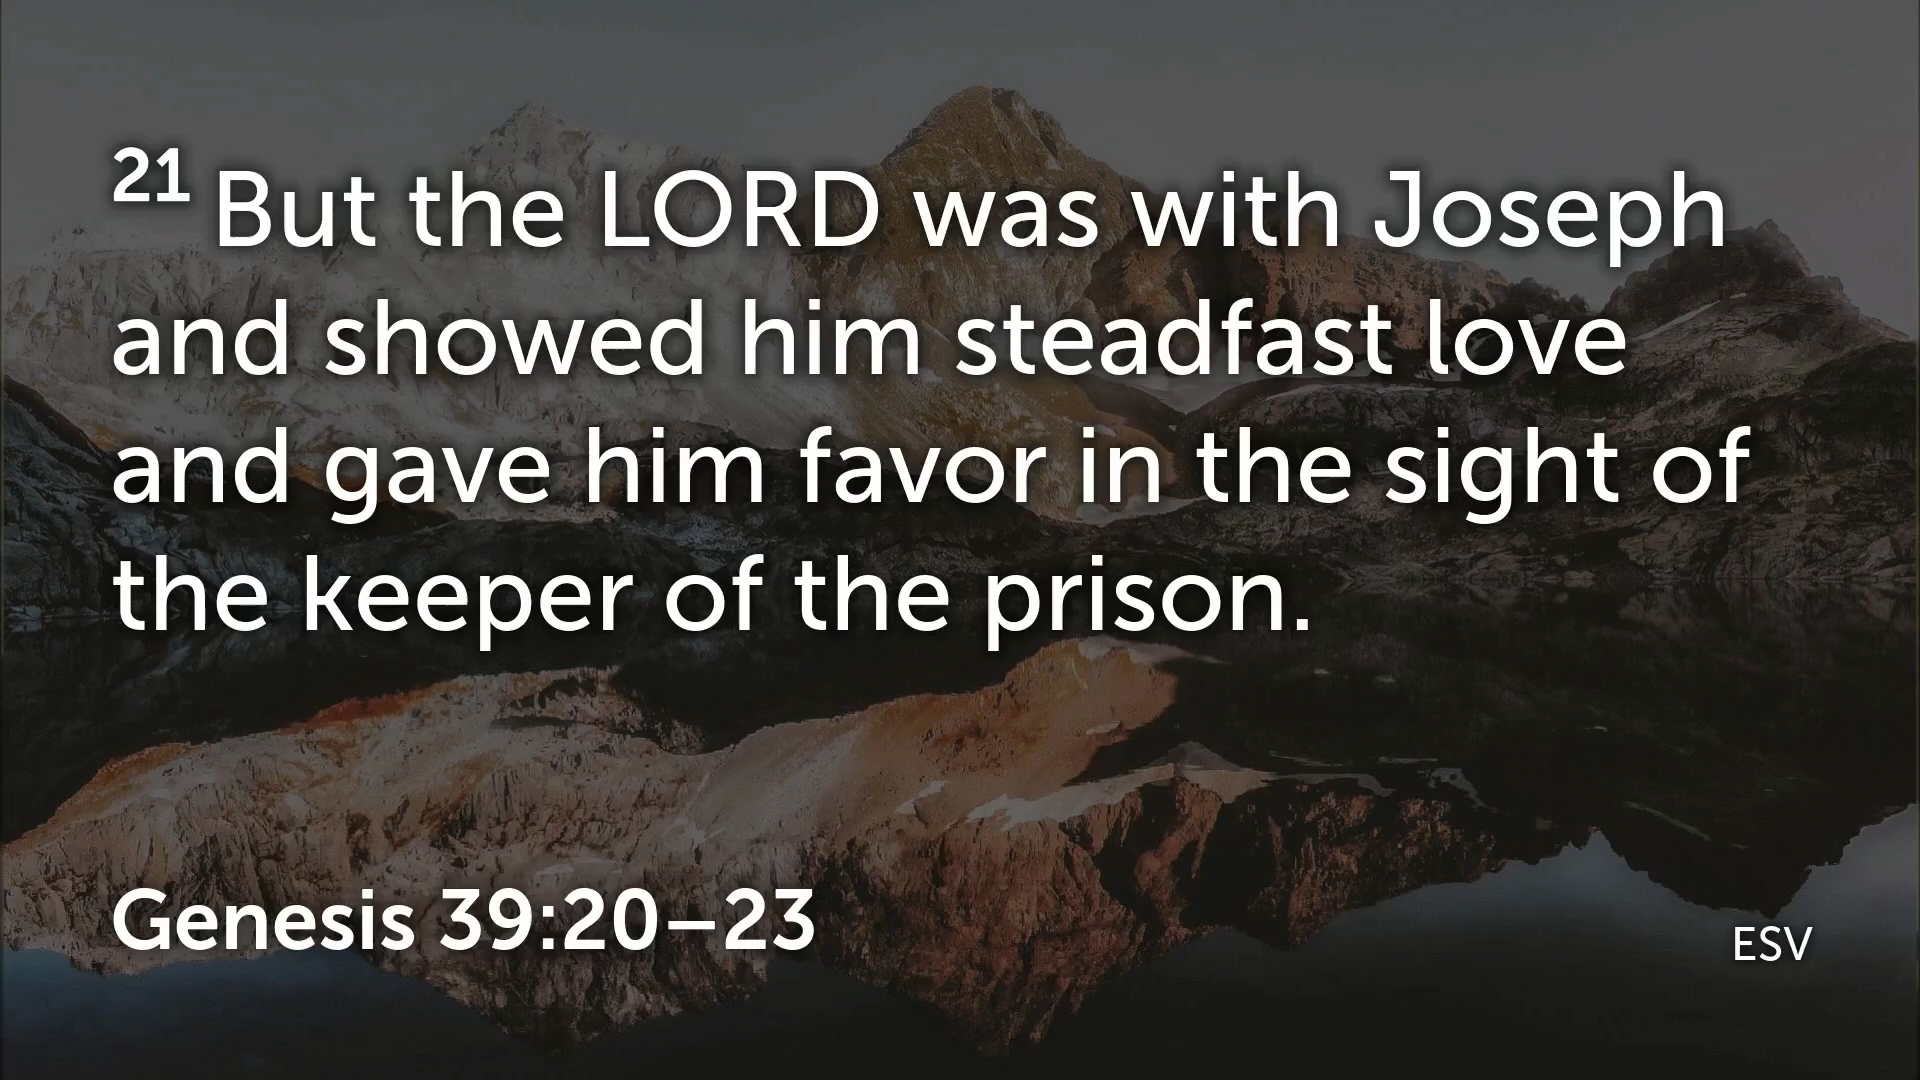 21 But the LORD was with Joseph
and showed him steadfast love
and gave him favor in the sight of
the keeper of the prison.
Genesis 39:20–23
ESV